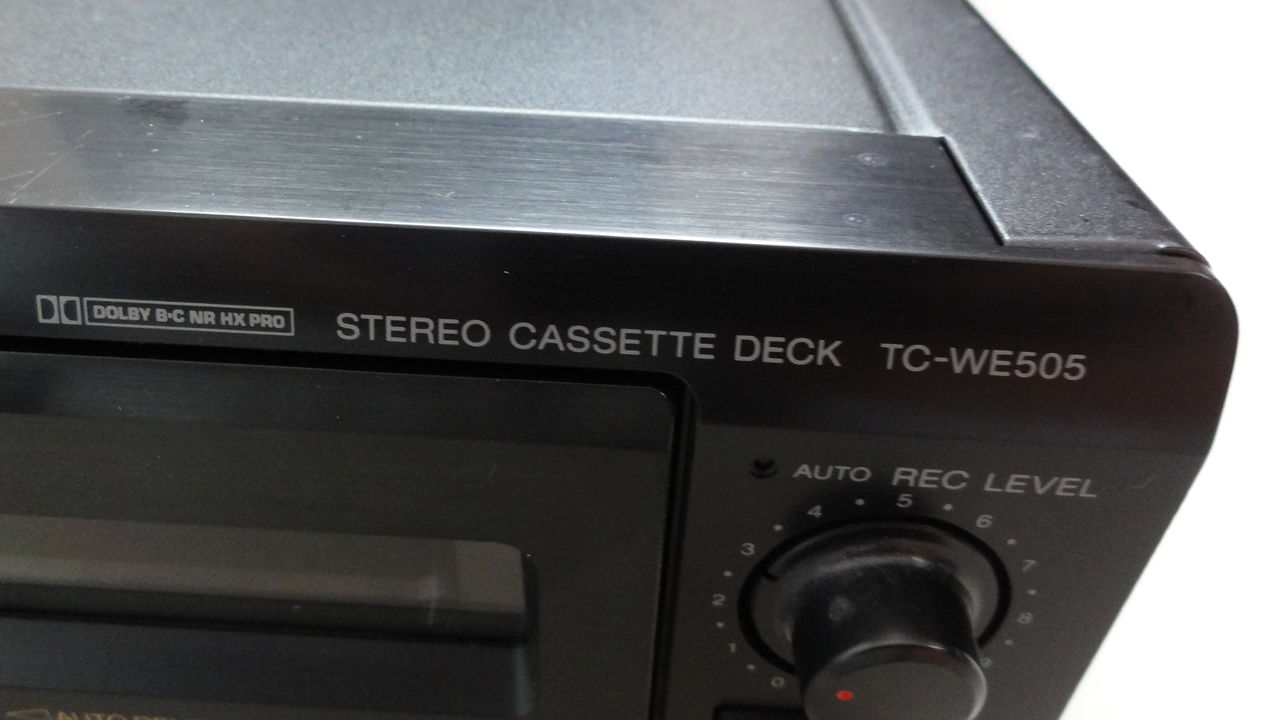 DOLBY B·C NR HX PRO STEREO CASSETTE DECK TC-WE505
AUTO REC LEVEL
0 1 2 3 4 5 6 7 8 9